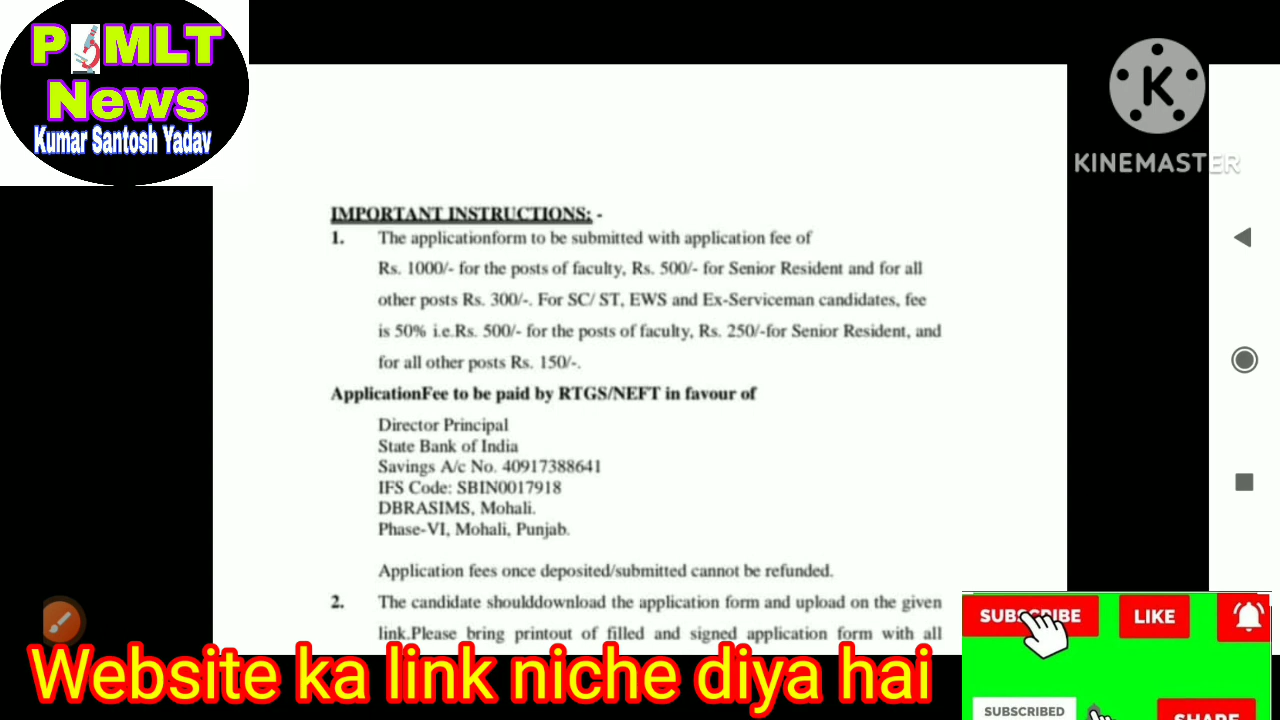 P MLT
News
Kumar Santosh Yadav
K
KINEMASTER
IMPORTANT INSTRUCTIONS: -
1. The applicationform to be submitted with application fee of
Rs. 1000/- for the posts of faculty, Rs. 500/- for Senior Resident and for all
other posts Rs. 300/-. For SC/ ST, EWS and Ex-Serviceman candidates, fee
is 50% i.e.Rs. 500/- for the posts of faculty, Rs. 250/-for Senior Resident, and
for all other posts Rs. 150/-.
ApplicationFee to be paid by RTGS/NEFT in favour of
Director Principal
State Bank of India
Savings A/c No. 40917388641
IFS Code: SBIN0017918
DBRASIMS, Mohali.
Phase-VI, Mohali, Punjab.
Application fees once deposited/submitted cannot be refunded.
2. The candidate shoulddownload the application form and upload on the given
link.Please bring printout of filled and signed application form with all
Website ka link niche diya hai
SUBSCRIBE
LIKE
SUBSCRIBED
SHARE